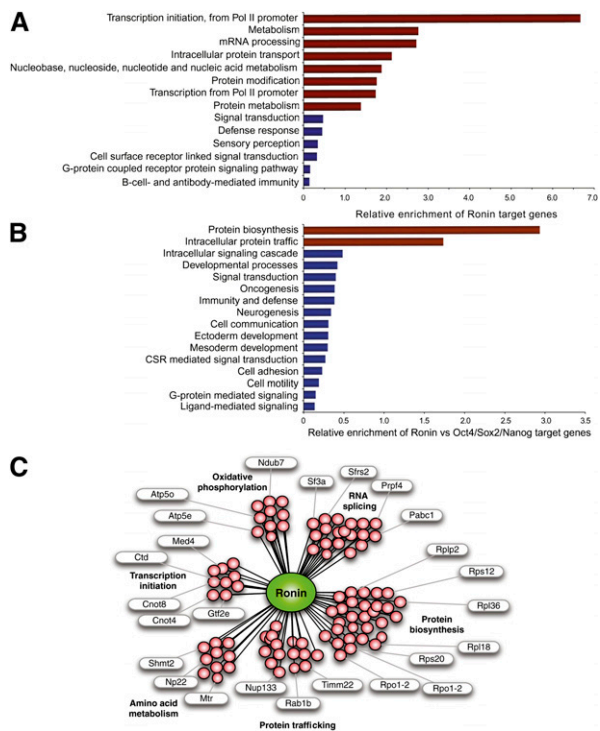 A
Transcription initiation, from Pol II promoter
Metabolism
mRNA processing
Intracellular protein transport
Nucleobase, nucleoside, nucleotide and nucleic acid metabolism
Protein modification
Transcription from Pol II promoter
Protein metabolism
Signal transduction
Defense response
Sensory perception
Cell surface receptor linked signal transduction
G-protein coupled receptor protein signaling pathway
B-cell- and antibody-mediated immunity
0 1.0 2.0 3.0 4.0 5.0 6.0 7.0
Relative enrichment of Ronin target genes
B
Protein biosynthesis
Intracellular protein traffic
Intracellular signaling cascade
Developmental processes
Signal transduction
Oncogenesis
Immunity and defense
Neurogenesis
Cell communication
Ectoderm development
Mesoderm development
CSR mediated signal transduction
Cell adhesion
Cell motility
G-protein mediated signaling
Ligand-mediated signaling
0 0.5 1.0 1.5 2.0 2.5 3.0 3.5
Relative enrichment of Ronin vs Oct4/Sox2/Nanog target genes
C
Ndub7
Oxidative
phosphorylation
Sf3a
Sfrs2
RNA
splicing
Prpf4
Atp5o
Atp5e
Pabc1
Med4
Ctd
Transcription
initiation
Cnot8
Cnot4
Gtf2e
Ronin
Rplp2
Rps12
Rpl36
Protein
biosynthesis
Rpl18
Rps20
Rpo1-2
Rpo1-2
Shmt2
Np22
Mtr
Amino acid
metabolism
Nup133
Rab1b
Timm22
Protein trafficking